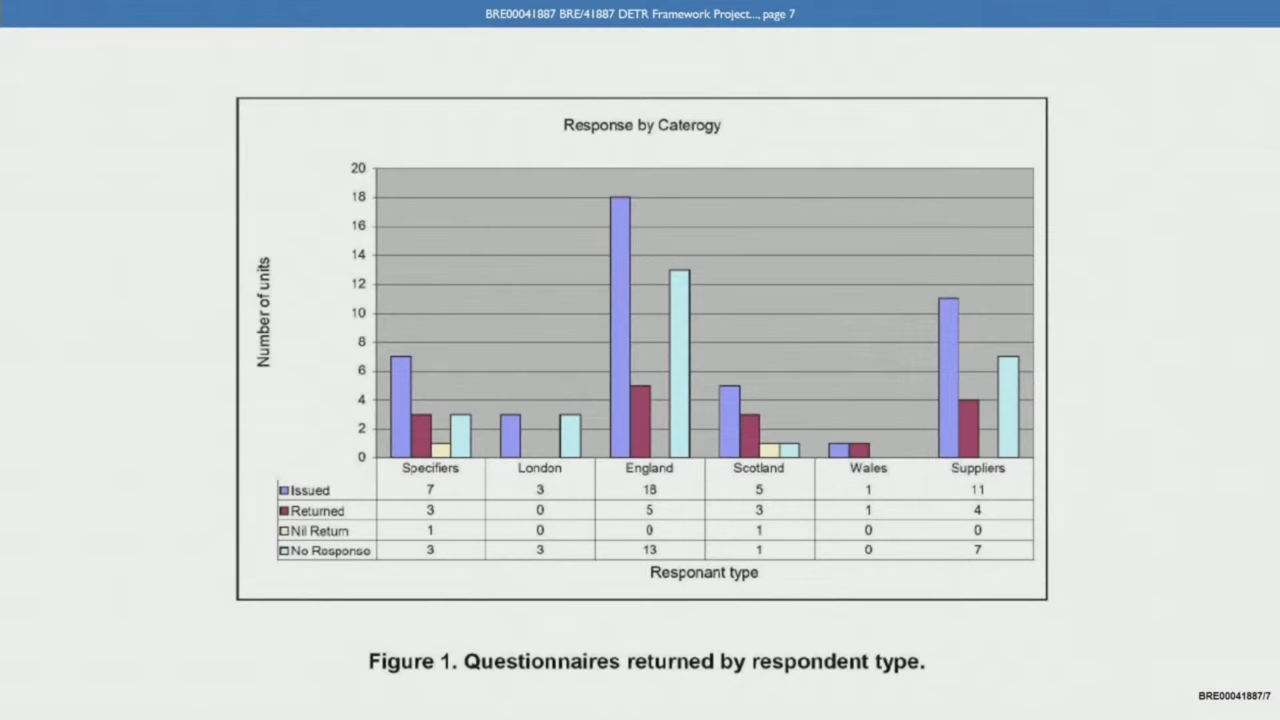 BRE00041887 BRE/41887 DETR Framework Project..., page 7
Response by Caterogy
Number of units
20
18
16
14
12
10
8
6
4
2
0
Specifiers London England Scotland Wales Suppliers
Issued 7 3 18 5 1 11
Returned 3 0 5 3 1 4
Nil Return 1 0 0 1 0 0
No Response 3 3 13 1 0 7
Responant type
Figure 1. Questionnaires returned by respondent type.
BRE00041887/7